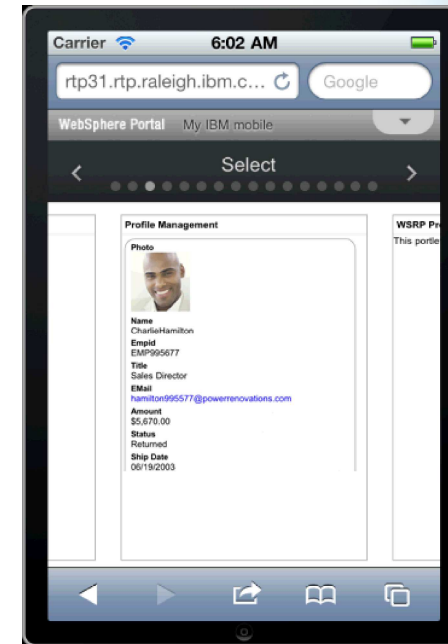 Carrier 6:02 AM
rtp31.rtp.raleigh.ibm.c... Google
WebSphere Portal My IBM mobile
Select
Profile Management
Photo
Name
CharlieHamilton
Empid
EMP995677
Title
Sales Director
EMail
hamilton995577@powerrenovations.com
Amount
$5,670.00
Status
Returned
Ship Date
06/19/2003
WSRP Pr
This portle